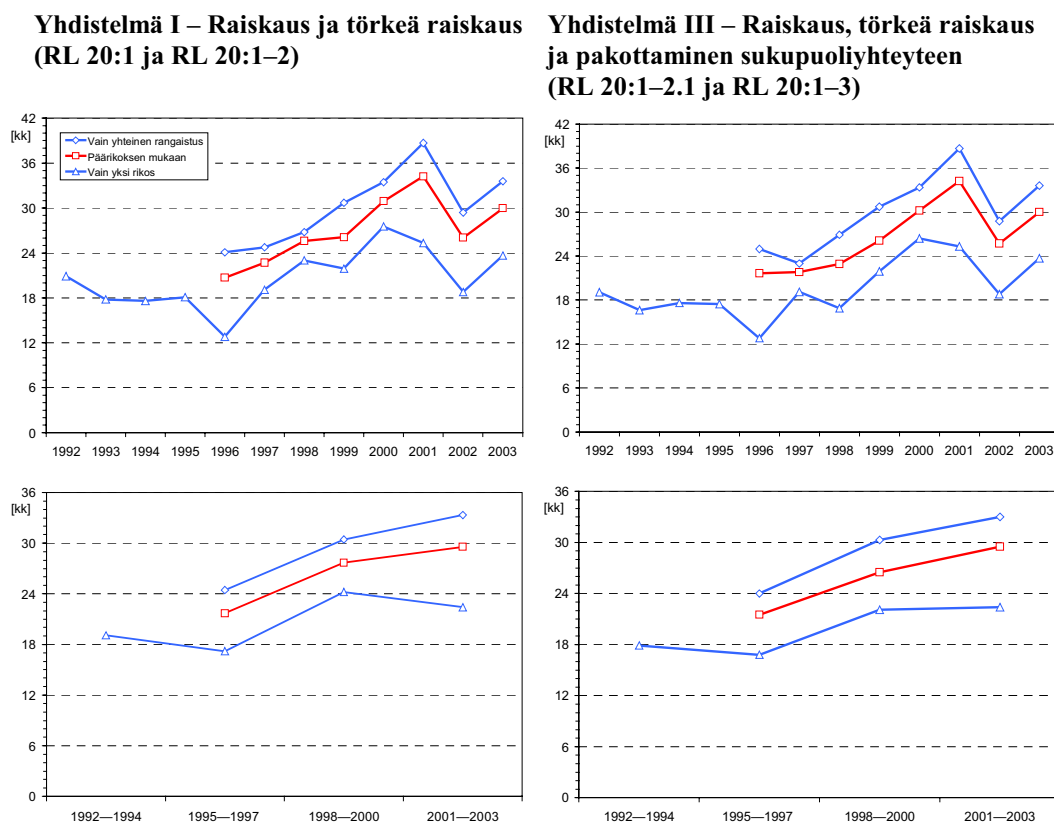 Yhdistelmä I – Raiskaus ja törkeä raiskaus
(RL 20:1 ja RL 20:1–2)
Yhdistelmä III – Raiskaus, törkeä raiskaus
ja pakottaminen sukupuoliyhteyteen
(RL 20:1–2.1 ja RL 20:1–3)
42
[kk]
36
30
24
18
12
6
0
Vain yhteinen rangaistus
Päärikoksen mukaan
Vain yksi rikos
1992 1993 1994 1995 1996 1997 1998 1999 2000 2001 2002 2003
42
[kk]
36
30
24
18
12
6
0
1992 1993 1994 1995 1996 1997 1998 1999 2000 2001 2002 2003
36
[kk]
30
24
18
12
6
0
1992—1994 1995—1997 1998—2000 2001—2003
36
[kk]
30
24
18
12
6
0
1992—1994 1995—1997 1998—2000 2001—2003